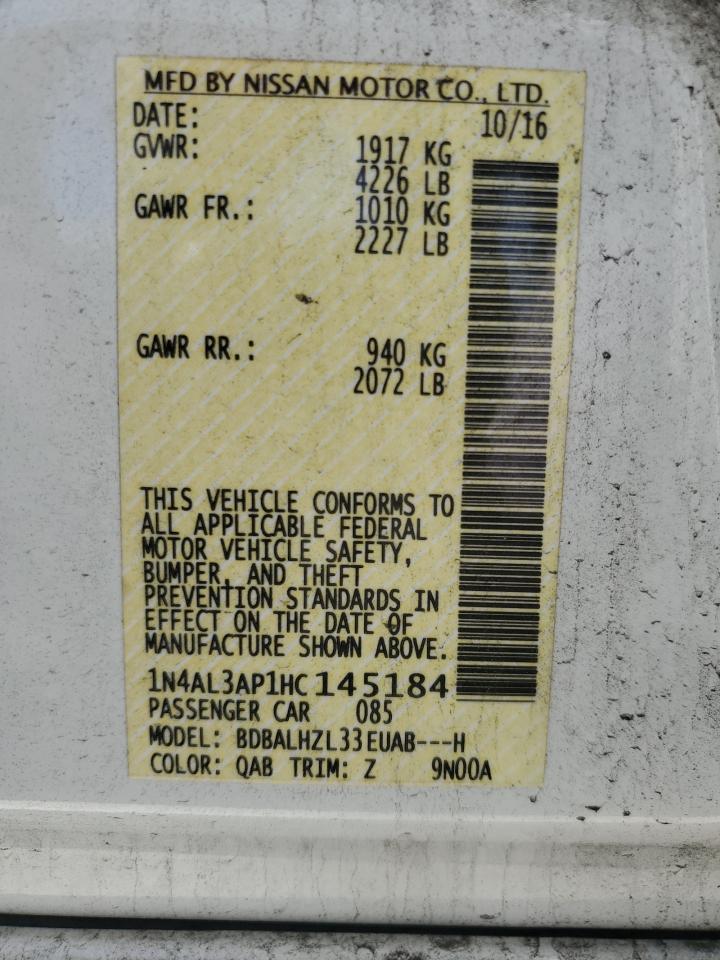 MFD BY NISSAN MOTOR CO., LTD.
DATE: 10/16
GVWR: 1917 KG
4226 LB
GAWR FR.: 1010 KG
2227 LB
GAWR RR.: 940 KG
2072 LB
THIS VEHICLE CONFORMS TO
ALL APPLICABLE FEDERAL
MOTOR VEHICLE SAFETY,
BUMPER, AND THEFT
PREVENTION STANDARDS IN
EFFECT ON THE DATE OF
MANUFACTURE SHOWN ABOVE.
1N4AL3AP1HC145184
PASSENGER CAR 085
MODEL: BDBALHZL33EUAB---H
COLOR: QAB TRIM: Z 9N00A